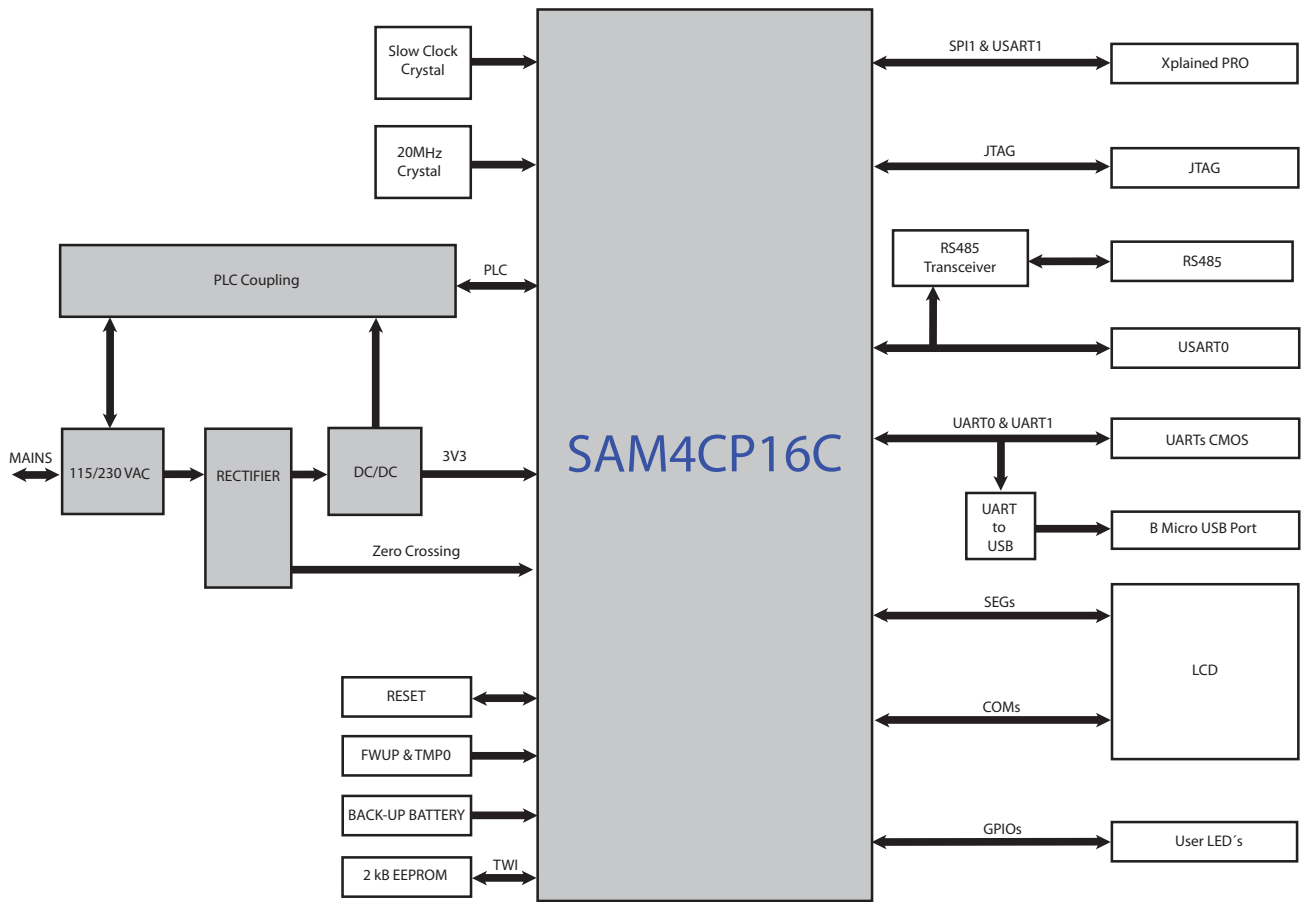 Slow Clock
Crystal
20MHz
Crystal
PLC Coupling
PLC
MAINS
115/230 VAC
RECTIFIER
DC/DC
3V3
Zero Crossing
RESET
FWUP & TMP0
BACK-UP BATTERY
2 kB EEPROM
TWI
SAM4CP16C
SPI1 & USART1
Xplained PRO
JTAG
JTAG
RS485
Transceiver
RS485
USART0
UART0 & UART1
UARTs CMOS
UART
to
USB
B Micro USB Port
SEGs
LCD
COMs
GPIOs
User LED´s